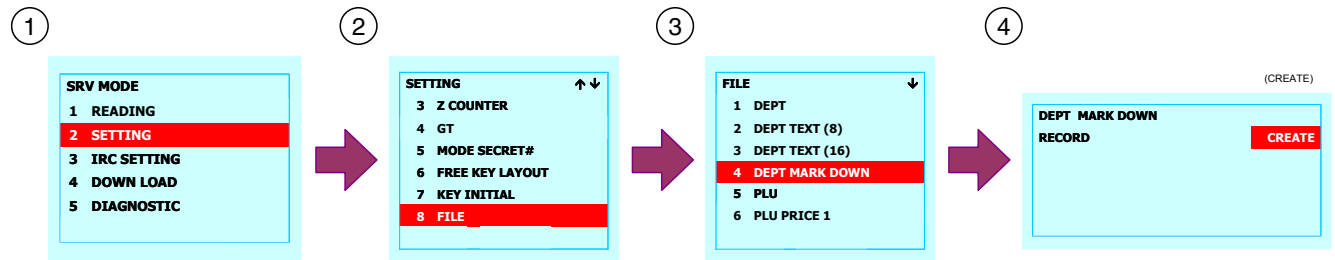 1
SRV MODE
1 READING
2 SETTING
3 IRC SETTING
4 DOWN LOAD
5 DIAGNOSTIC
2
SETTING
3 Z COUNTER
4 GT
5 MODE SECRET#
6 FREE KEY LAYOUT
7 KEY INITIAL
8 FILE
3
FILE
1 DEPT
2 DEPT TEXT (8)
3 DEPT TEXT (16)
4 DEPT MARK DOWN
5 PLU
6 PLU PRICE 1
4
(CREATE)
DEPT MARK DOWN
RECORD CREATE